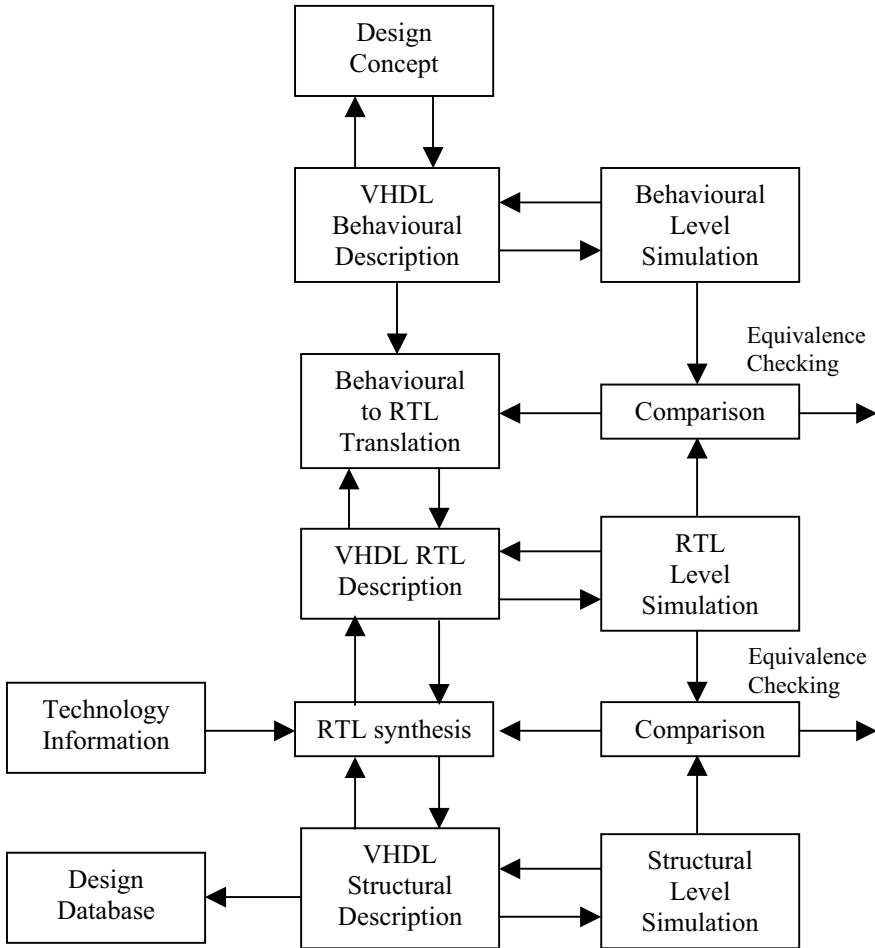 Design
Concept
VHDL
Behavioural
Description
Behavioural
Level
Simulation
Equivalence
Checking
Behavioural
to RTL
Translation
Comparison
VHDL RTL
Description
RTL
Level
Simulation
Equivalence
Checking
Technology
Information
RTL synthesis
Comparison
Design
Database
VHDL
Structural
Description
Structural
Level
Simulation